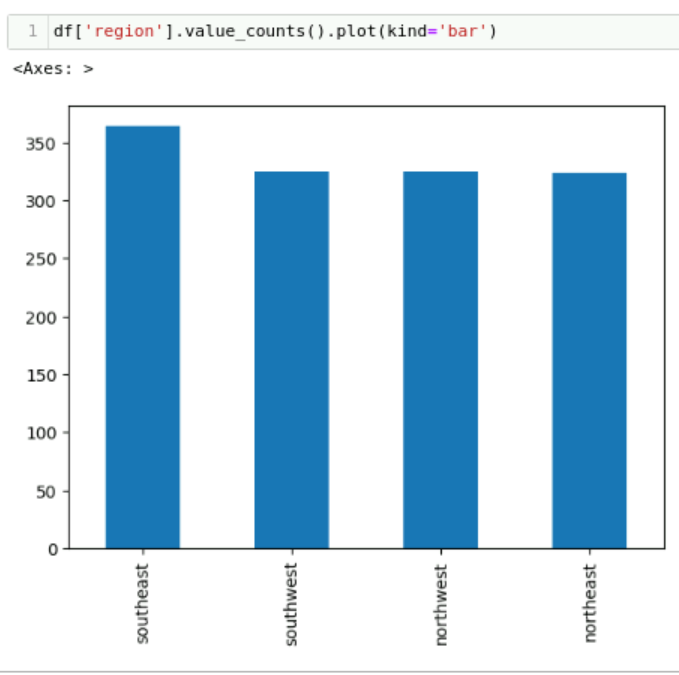 1 df['region'].value_counts().plot(kind='bar')
<Axes: >
350
300
250
200
150
100
50
0
southeast
southwest
northwest
northeast